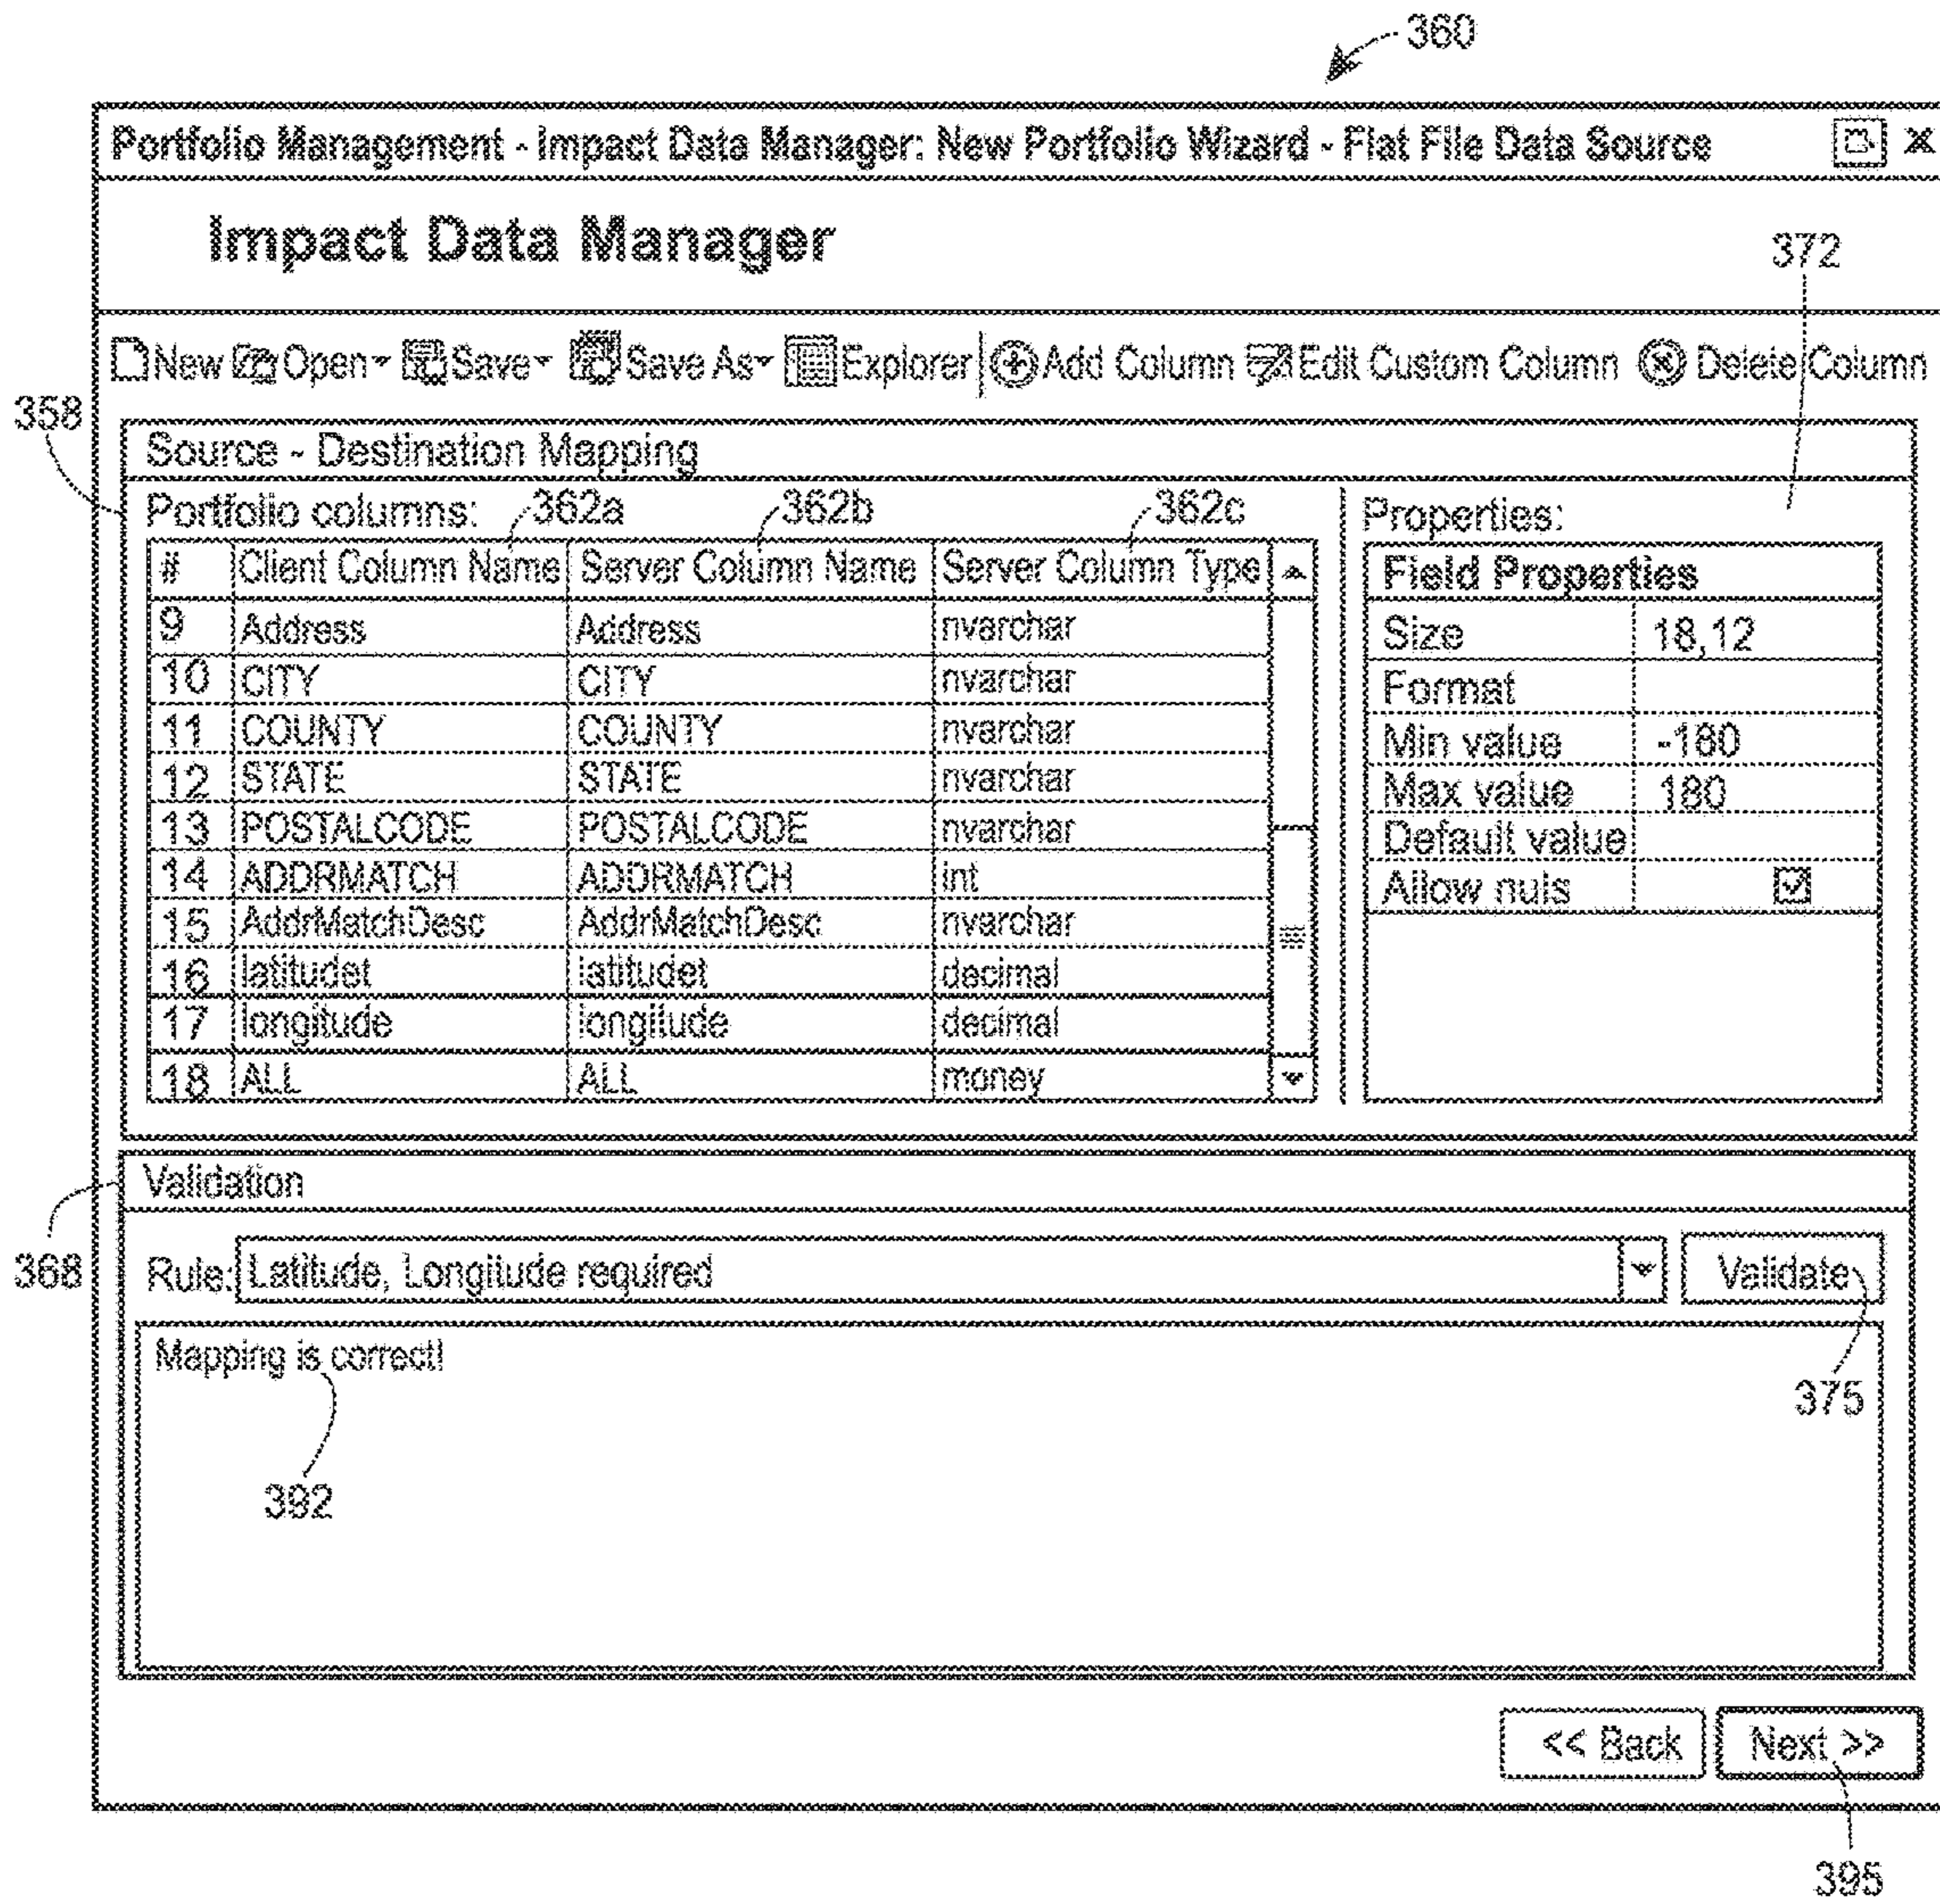 360
Portfolio Management - Impact Data Manager: New Portfolio Wizard - Flat File Data Source X
Impact Data Manager
372
New Open Save Save As Explorer Add Column Edit Custom Column Delete Column
358
Source - Destination Mapping
Portfolio columns: 362a 362b 362c Properties:
# Client Column Name Server Column Name Server Column Type Field Properties
9 Address Address nvarchar Size 18,12
10 CITY CITY nvarchar Format
11 COUNTY COUNTY nvarchar Min value -180
12 STATE STATE nvarchar Max value 180
13 POSTALCODE POSTALCODE nvarchar Default value
14 ADDRMATCH ADDRMATCH int Allow nuls
15 AddrMatchDesc AddrMatchDesc nvarchar
16 latitudet latitudet decimal
17 longitude longitude decimal
18 ALL ALL money
Validation
368
Rule: Latitude, Longitude required Validate
Mapping is correct!
375
392
<< Back Next >>
395